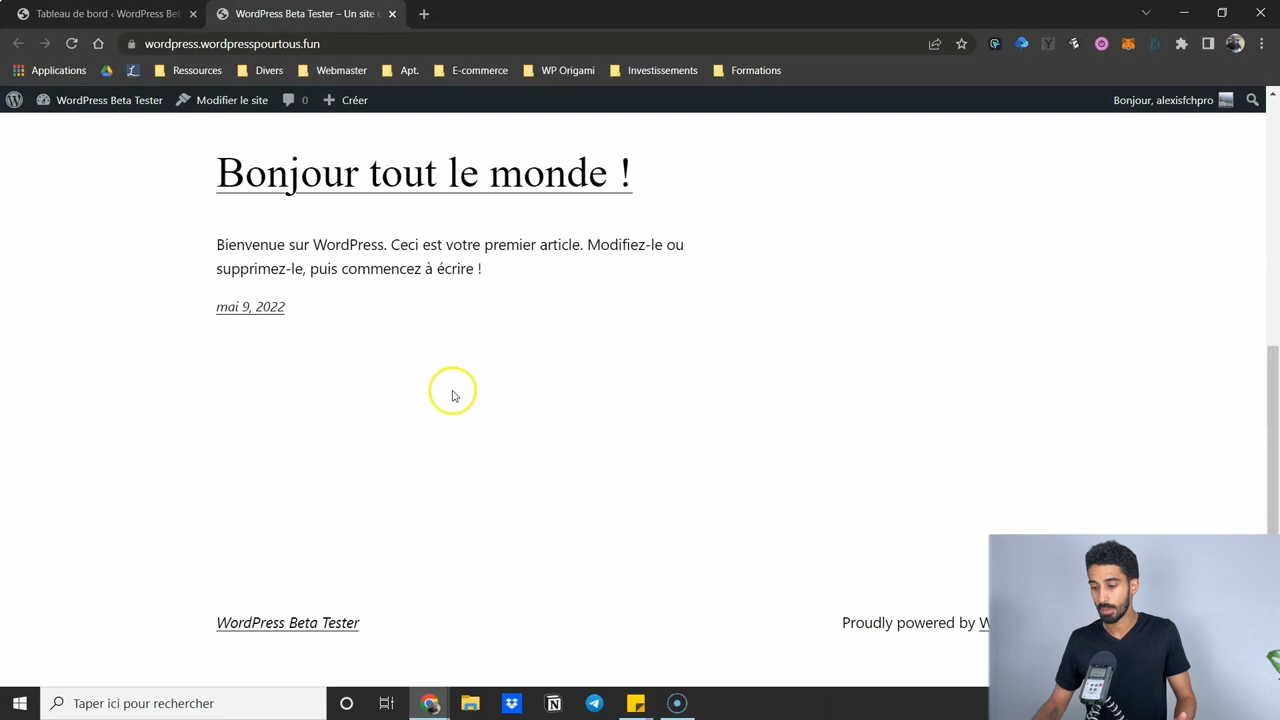 Tableau de bord ‹ WordPress Bet
WordPress Beta Tester – Un site u
wordpress.wordpresspourtous.fun
Applications
Ressources
Divers
Webmaster
Apt.
E-commerce
WP Origami
Investissements
Formations
WordPress Beta Tester
Modifier le site
0
Créer
Bonjour, alexisfchpro
Bonjour tout le monde !
Bienvenue sur WordPress. Ceci est votre premier article. Modifiez-le ou
supprimez-le, puis commencez à écrire !
mai 9, 2022
WordPress Beta Tester
Proudly powered by W
Taper ici pour rechercher